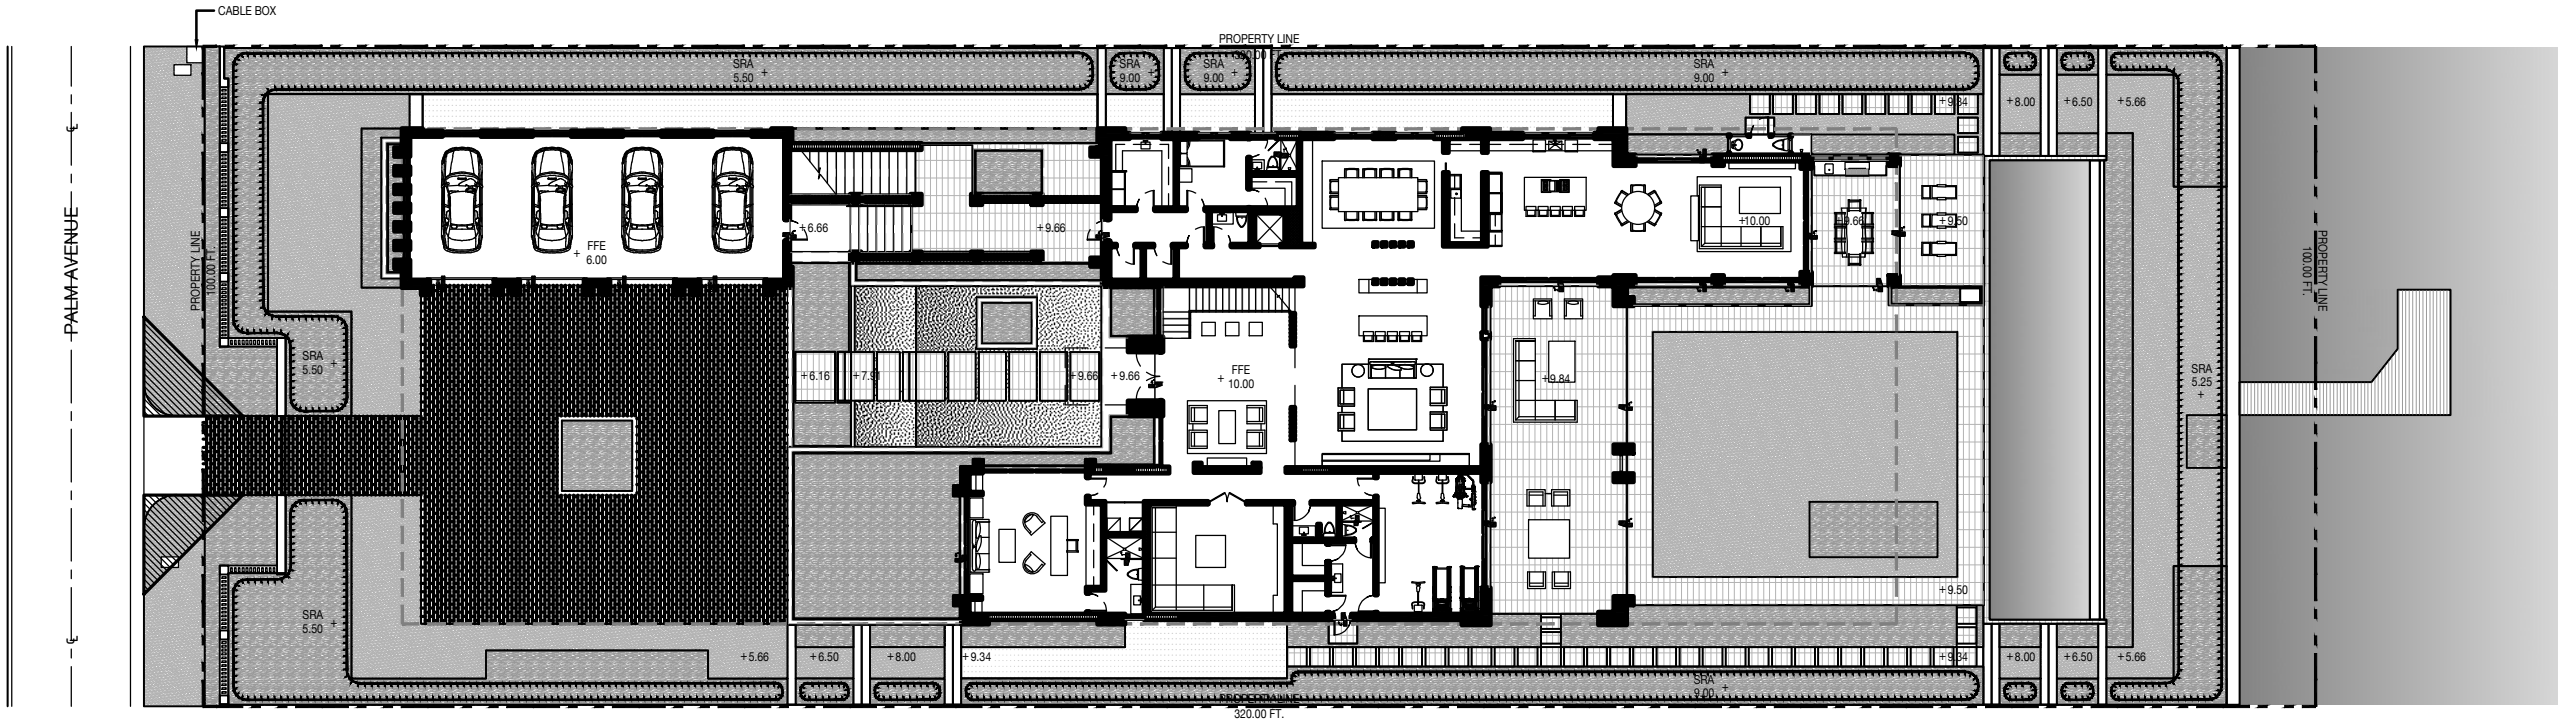 CABLE BOX
PROPERTY LINE
320.00 FT.
SRA
5.50
SRA
9.00
SRA
9.00
SRA
9.00
+9.34
+8.00
+6.50
+5.66
PALM AVENUE
PROPERTY LINE
100.00 FT.
FFE
6.00
+6.66
+9.66
+10.00
+9.66
+9.50
PROPERTY LINE
100.00 FT.
SRA
5.50
+6.16
+7.91
+9.66
+9.66
FFE
10.00
+9.84
SRA
5.25
SRA
5.50
+9.50
+5.66
+6.50
+8.00
+9.34
+9.34
+8.00
+6.50
+5.66
SRA
9.00
PROPERTY LINE
320.00 FT.